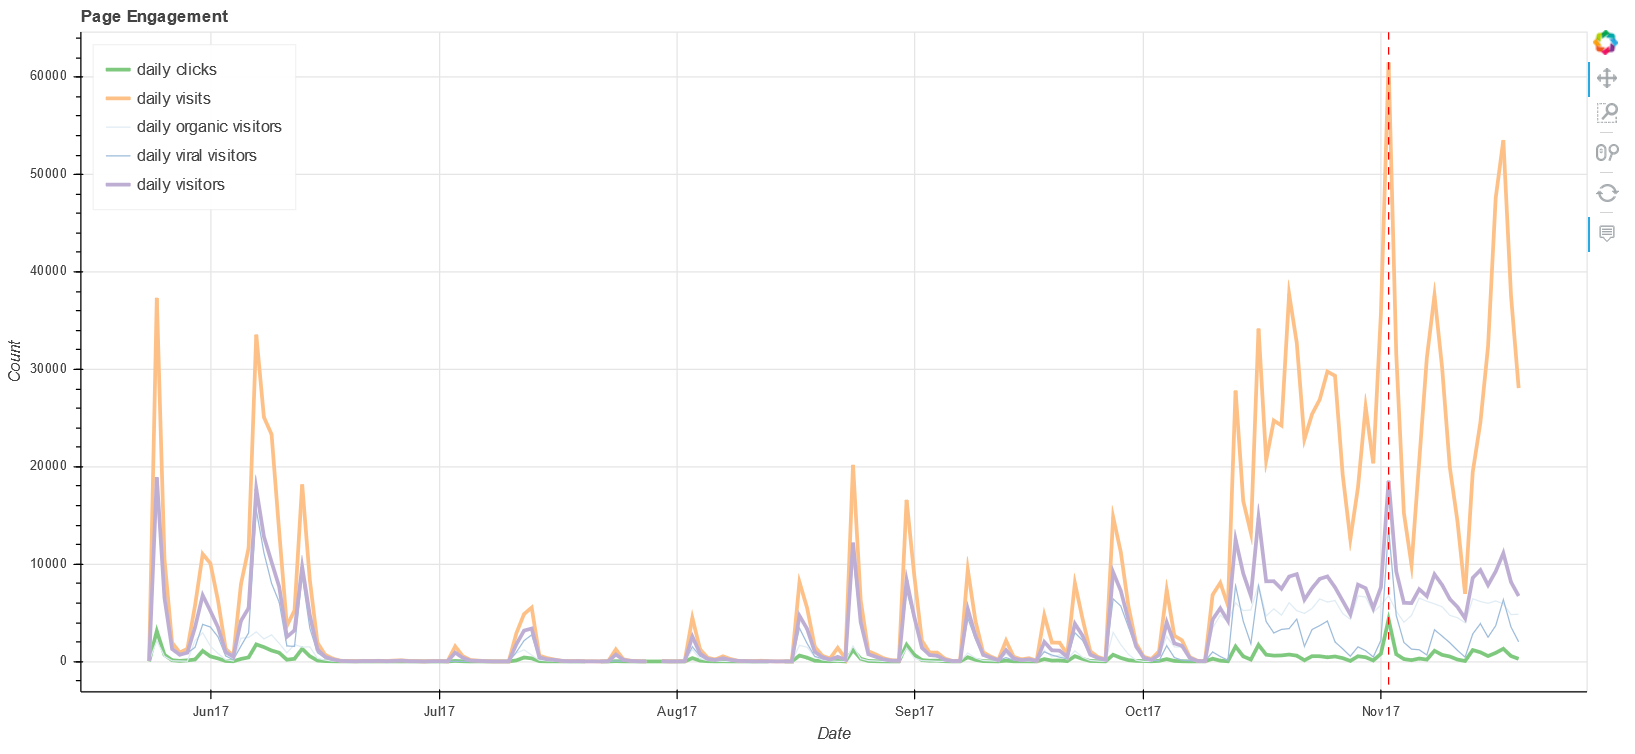 Page Engagement
daily clicks
daily visits
daily organic visitors
daily viral visitors
daily visitors
60000
50000
40000
30000
20000
10000
0
Count
Jun17
Jul17
Aug17
Sep17
Oct17
Nov17
Date